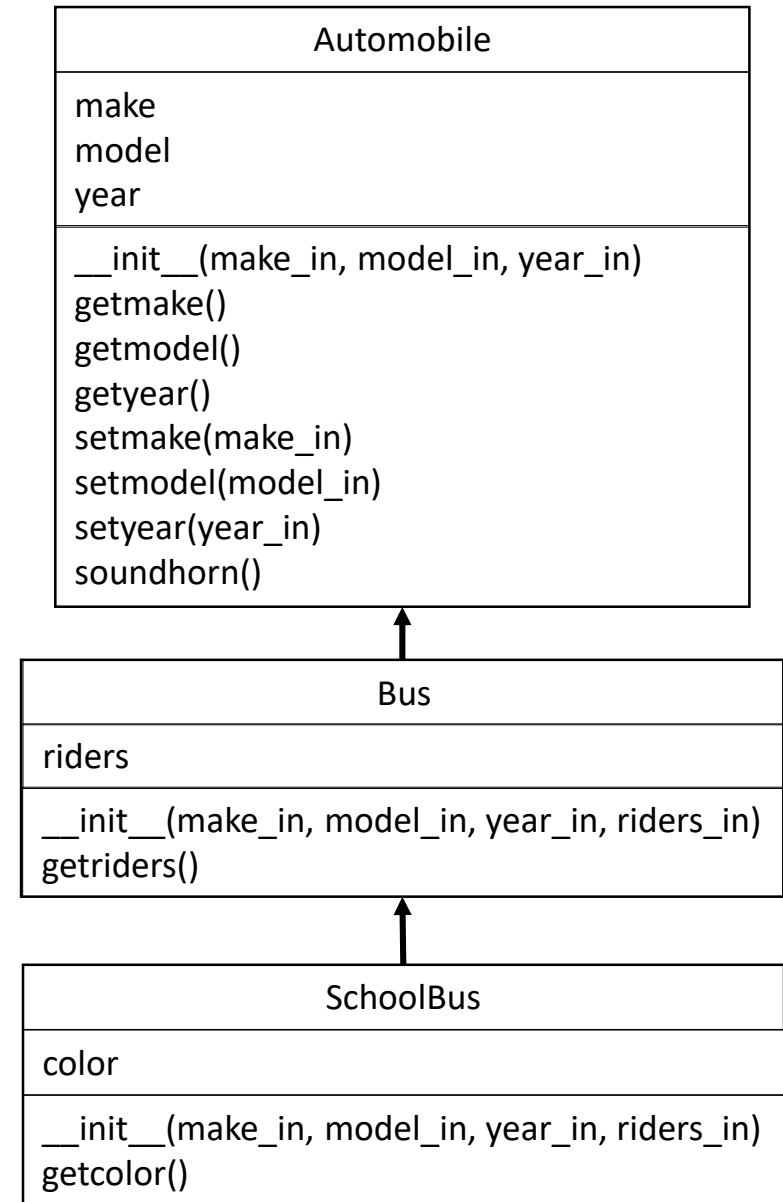 Automobile
make
model
year
__init__(make_in, model_in, year_in)
getmake()
getmodel()
getyear()
setmake(make_in)
setmodel(model_in)
setyear(year_in)
soundhorn()
Bus
riders
__init__(make_in, model_in, year_in, riders_in)
getriders()
SchoolBus
color
__init__(make_in, model_in, year_in, riders_in)
getcolor()